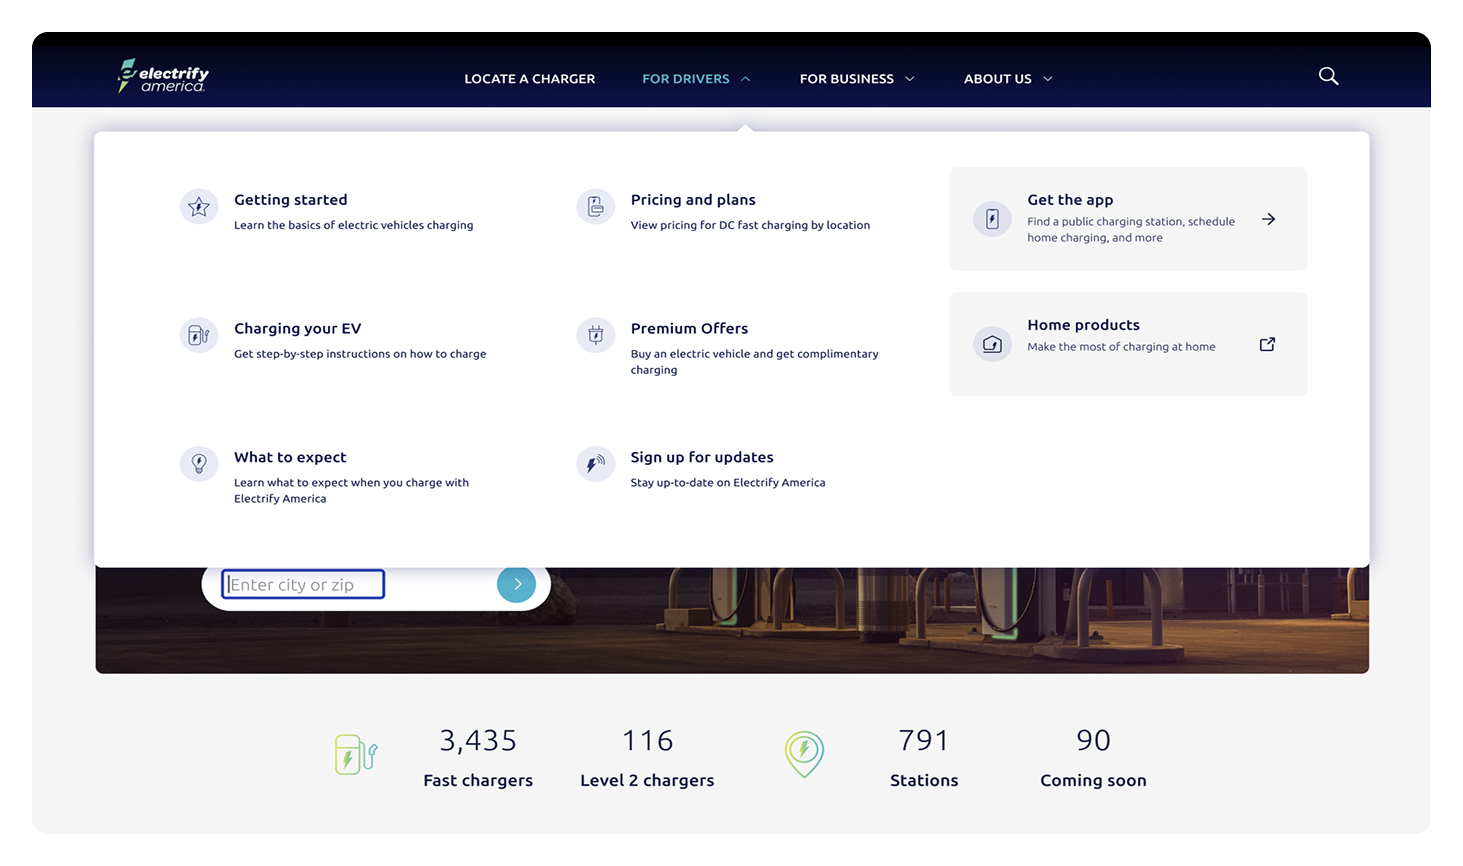 electrify
america
LOCATE A CHARGER
FOR DRIVERS
FOR BUSINESS
ABOUT US
Getting started
Learn the basics of electric vehicles charging
Pricing and plans
View pricing for DC fast charging by location
Get the app
Find a public charging station, schedule
home charging, and more
Charging your EV
Get step-by-step instructions on how to charge
Premium Offers
Buy an electric vehicle and get complimentary
charging
Home products
Make the most of charging at home
What to expect
Learn what to expect when you charge with
Electrify America
Sign up for updates
Stay up-to-date on Electrify America
Enter city or zip
3,435
Fast chargers
116
Level 2 chargers
791
Stations
90
Coming soon